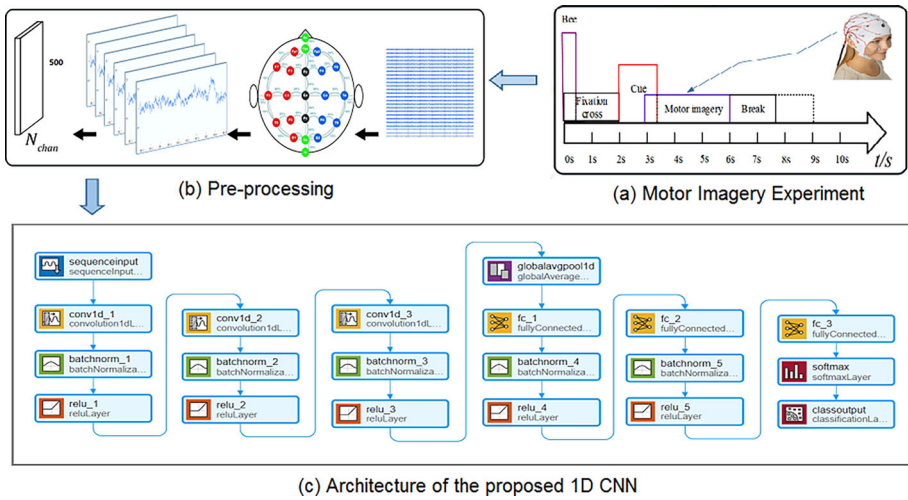 500
N chan
(b) Pre-processing
Bee
Fixation
cross
Cue
Motor imagery
Break
0s 1s 2s 3s 4s 5s 6s 7s 8s 9s 10s t/s
(a) Motor Imagery Experiment
sequenceinput
sequenceInput...
conv1d_1
convolution1dL...
batchnorm_1
batchNormaliza...
relu_1
reluLayer
conv1d_2
convolution1dL...
batchnorm_2
batchNormaliza...
relu_2
reluLayer
conv1d_3
convolution1dL...
batchnorm_3
batchNormaliza...
relu_3
reluLayer
globalavgpool1d
globalAverage...
fc_1
fullyConnected...
batchnorm_4
batchNormaliza...
relu_4
reluLayer
fc_2
fullyConnected...
batchnorm_5
batchNormaliza...
relu_5
reluLayer
fc_3
fullyConnected...
softmax
softmaxLayer
classoutput
classificationLa...
(c) Architecture of the proposed 1D CNN